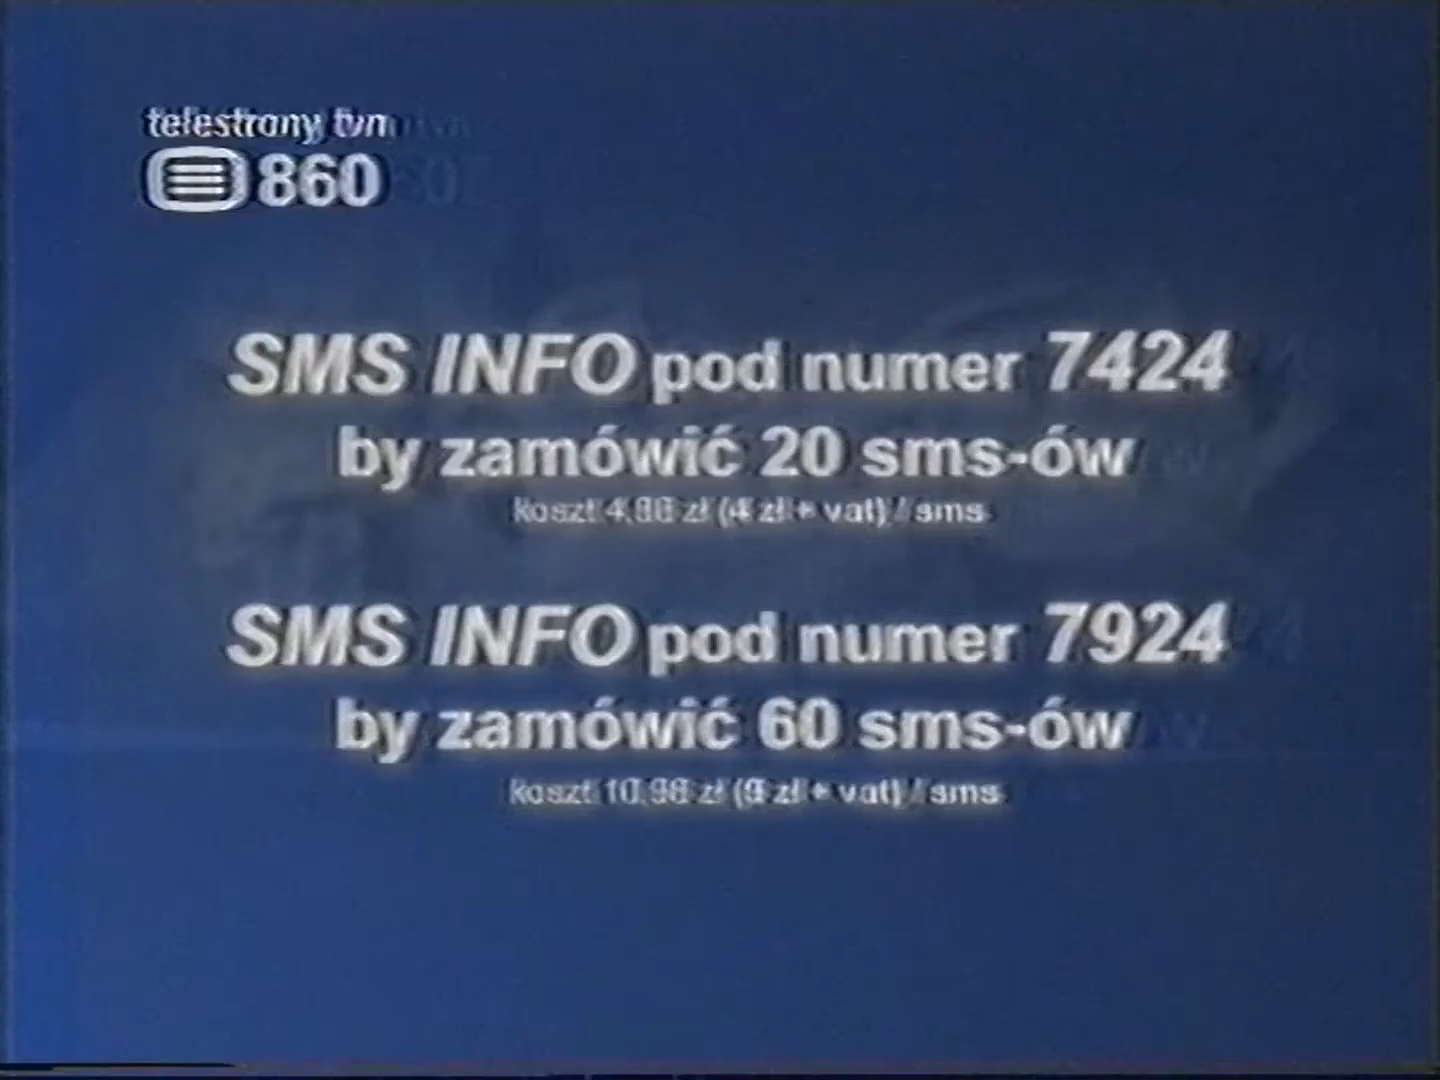 telestrony tvn
860
SMS INFO pod numer 7424
by zamówić 20 sms-ów
koszt 4,88 zł (4 zł + vat) / sms
SMS INFO pod numer 7924
by zamówić 60 sms-ów
koszt 10,98 zł (9 zł + vat) / sms